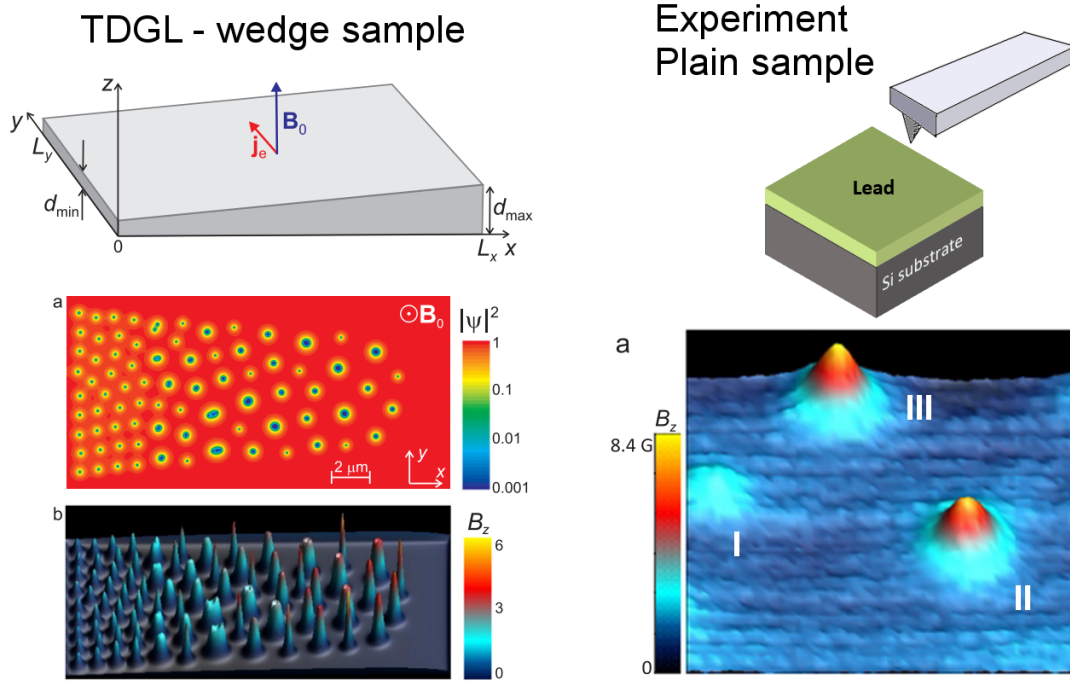 TDGL - wedge sample
z
y
L_y
B_0
j_e
d_min
d_max
0
L_x x
a
⊙B_0
|ψ|^2
1
0.1
0.01
0.001
2 μm
y
x
b
B_z
6
3
0
Experiment
Plain sample
Lead
Si substrate
a
III
B_z
8.4 G
I
II
0